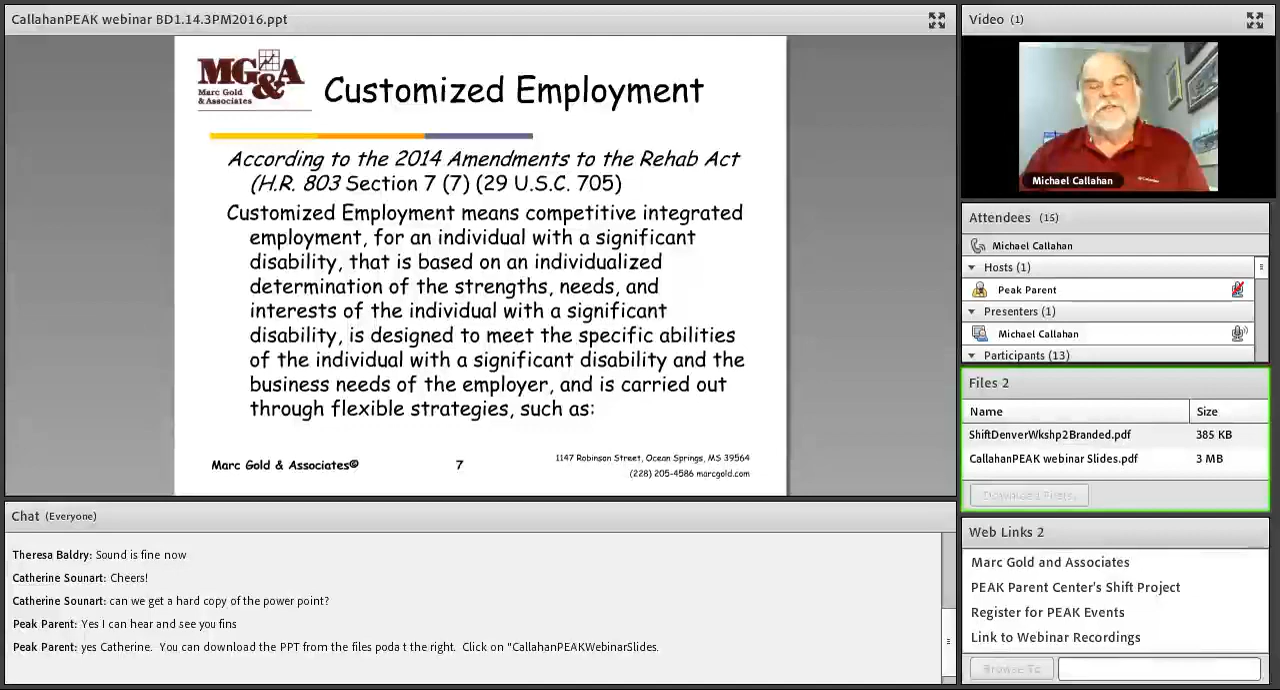 CallahanPEAK webinar BD1.14.3PM2016.ppt
MG&A
Marc Gold
& Associates
Customized Employment
According to the 2014 Amendments to the Rehab Act
(H.R. 803 Section 7 (7) (29 U.S.C. 705)
Customized Employment means competitive integrated
employment, for an individual with a significant
disability, that is based on an individualized
determination of the strengths, needs, and
interests of the individual with a significant
disability, is designed to meet the specific abilities
of the individual with a significant disability and the
business needs of the employer, and is carried out
through flexible strategies, such as:
Marc Gold & Associates©
7
1147 Robinson Street, Ocean Springs, MS 39564
(228) 205-4586 marcgold.com
Video (1)
Michael Callahan
Attendees (15)
Michael Callahan
Hosts (1)
Peak Parent
Presenters (1)
Michael Callahan
Participants (13)
Files 2
Name Size
ShiftDenverWkshp2Branded.pdf 385 KB
CallahanPEAK webinar Slides.pdf 3 MB
Download File(s)
Web Links 2
Marc Gold and Associates
PEAK Parent Center's Shift Project
Register for PEAK Events
Link to Webinar Recordings
Browse To
Chat (Everyone)
Theresa Baldry: Sound is fine now
Catherine Sounart: Cheers!
Catherine Sounart: can we get a hard copy of the power point?
Peak Parent: Yes I can hear and see you fins
Peak Parent: yes Catherine. You can download the PPT from the files poda t the right. Click on "CallahanPEAKWebinarSlides.